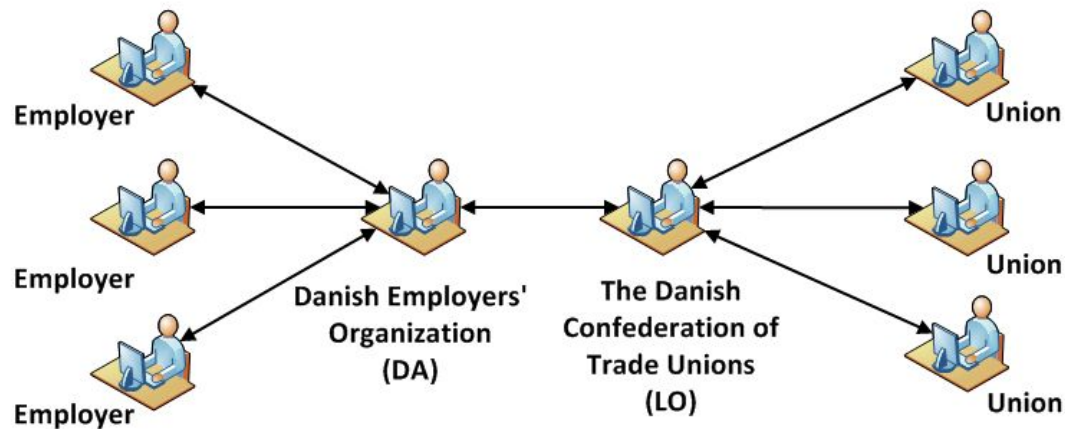 Employer
Employer
Employer
Danish Employers'
Organization
(DA)
The Danish
Confederation of
Trade Unions
(LO)
Union
Union
Union